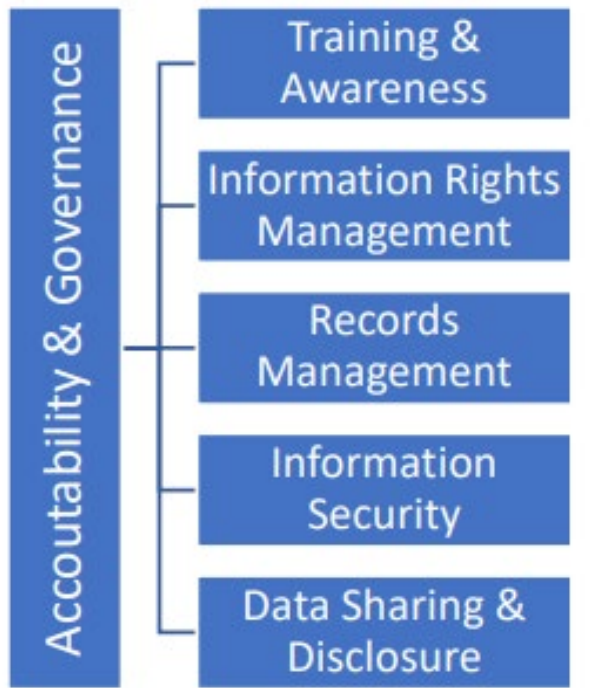 Accoutability & Governance
Training &
Awareness
Information Rights
Management
Records
Management
Information
Security
Data Sharing &
Disclosure